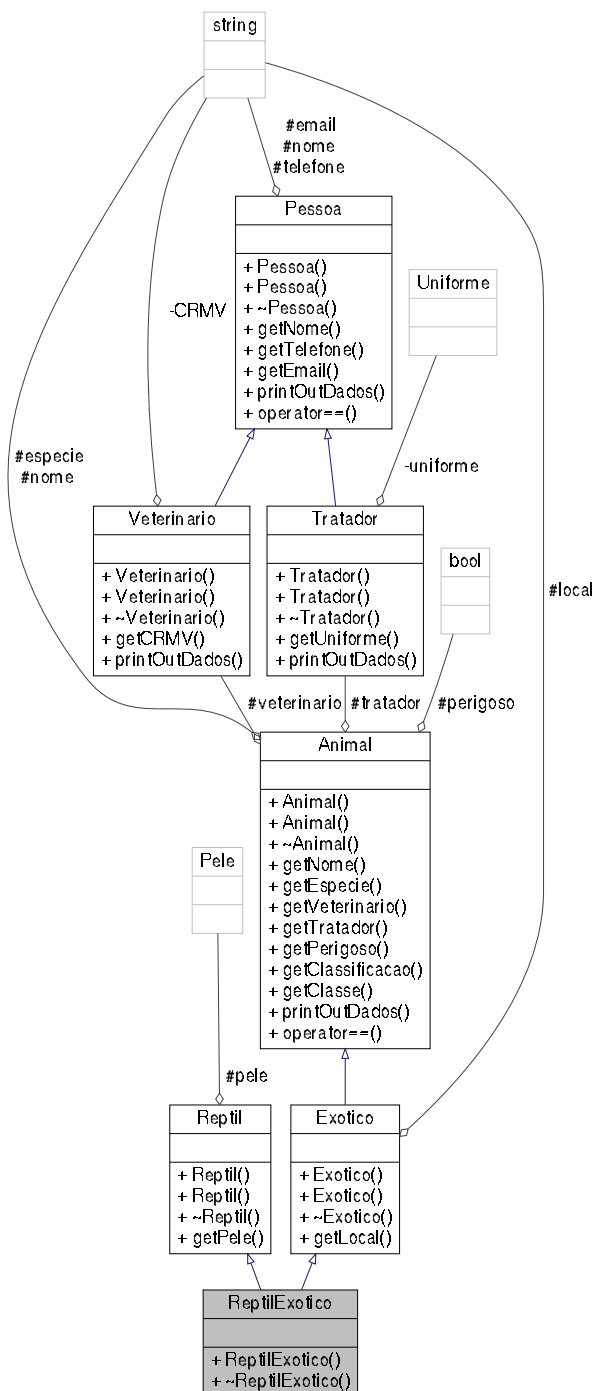 string
#email
#nome
#telefone
Pessoa
+ Pessoa()
+ Pessoa()
+ ~Pessoa()
+ getNome()
+ getTelefone()
+ getEmail()
+ printOutDados()
+ operator==()
Uniforme
-CRMV
#especie
#nome
-uniforme
Veterinario
+ Veterinario()
+ Veterinario()
+ ~Veterinario()
+ getCRMV()
+ printOutDados()
Tratador
+ Tratador()
+ Tratador()
+ ~Tratador()
+ getUniforme()
+ printOutDados()
bool
#local
#veterinario
#tratador
#perigoso
Animal
+ Animal()
+ Animal()
+ ~Animal()
+ getNome()
+ getEspecie()
+ getVeterinario()
+ getTratador()
+ getPerigoso()
+ getClassificacao()
+ getClasse()
+ printOutDados()
+ operator==()
Pele
#pele
Reptil
+ Reptil()
+ Reptil()
+ ~Reptil()
+ getPele()
Exotico
+ Exotico()
+ Exotico()
+ ~Exotico()
+ getLocal()
ReptilExotico
+ ReptilExotico()
+ ~ReptilExotico()